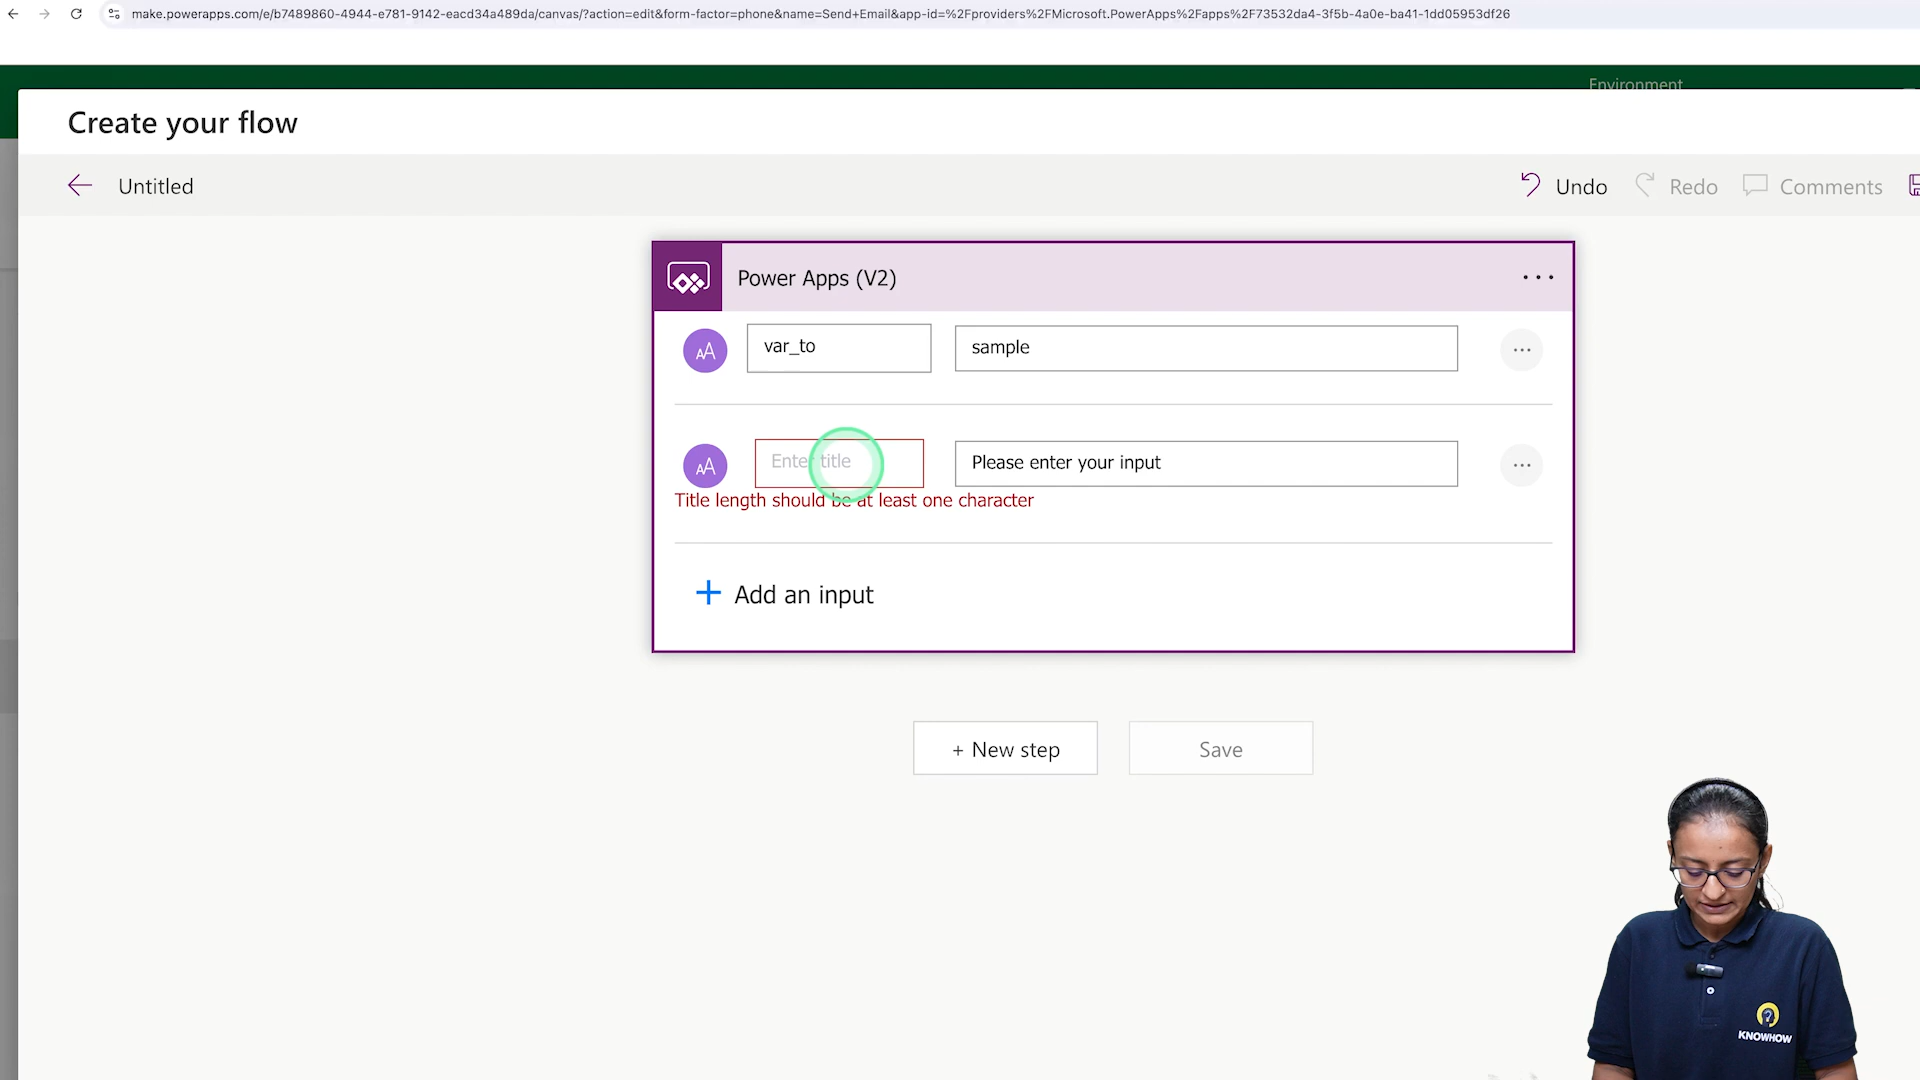 make.powerapps.com/e/b7489860-4944-e781-9142-eacd34a489da/canvas/?action=edit&form-factor=phone&name=Send+Email&app-id=%2Fproviders%2FMicrosoft.PowerApps%2Fapps%2F73532da4-3f5b-4a0e-ba41-1dd05953df26
Environment
Create your flow
Untitled
Undo
Redo
Comments
Power Apps (V2)
AA
var_to
sample
AA
Enter title
Please enter your input
Title length should be at least one character
+ Add an input
+ New step
Save
KNOWHOW